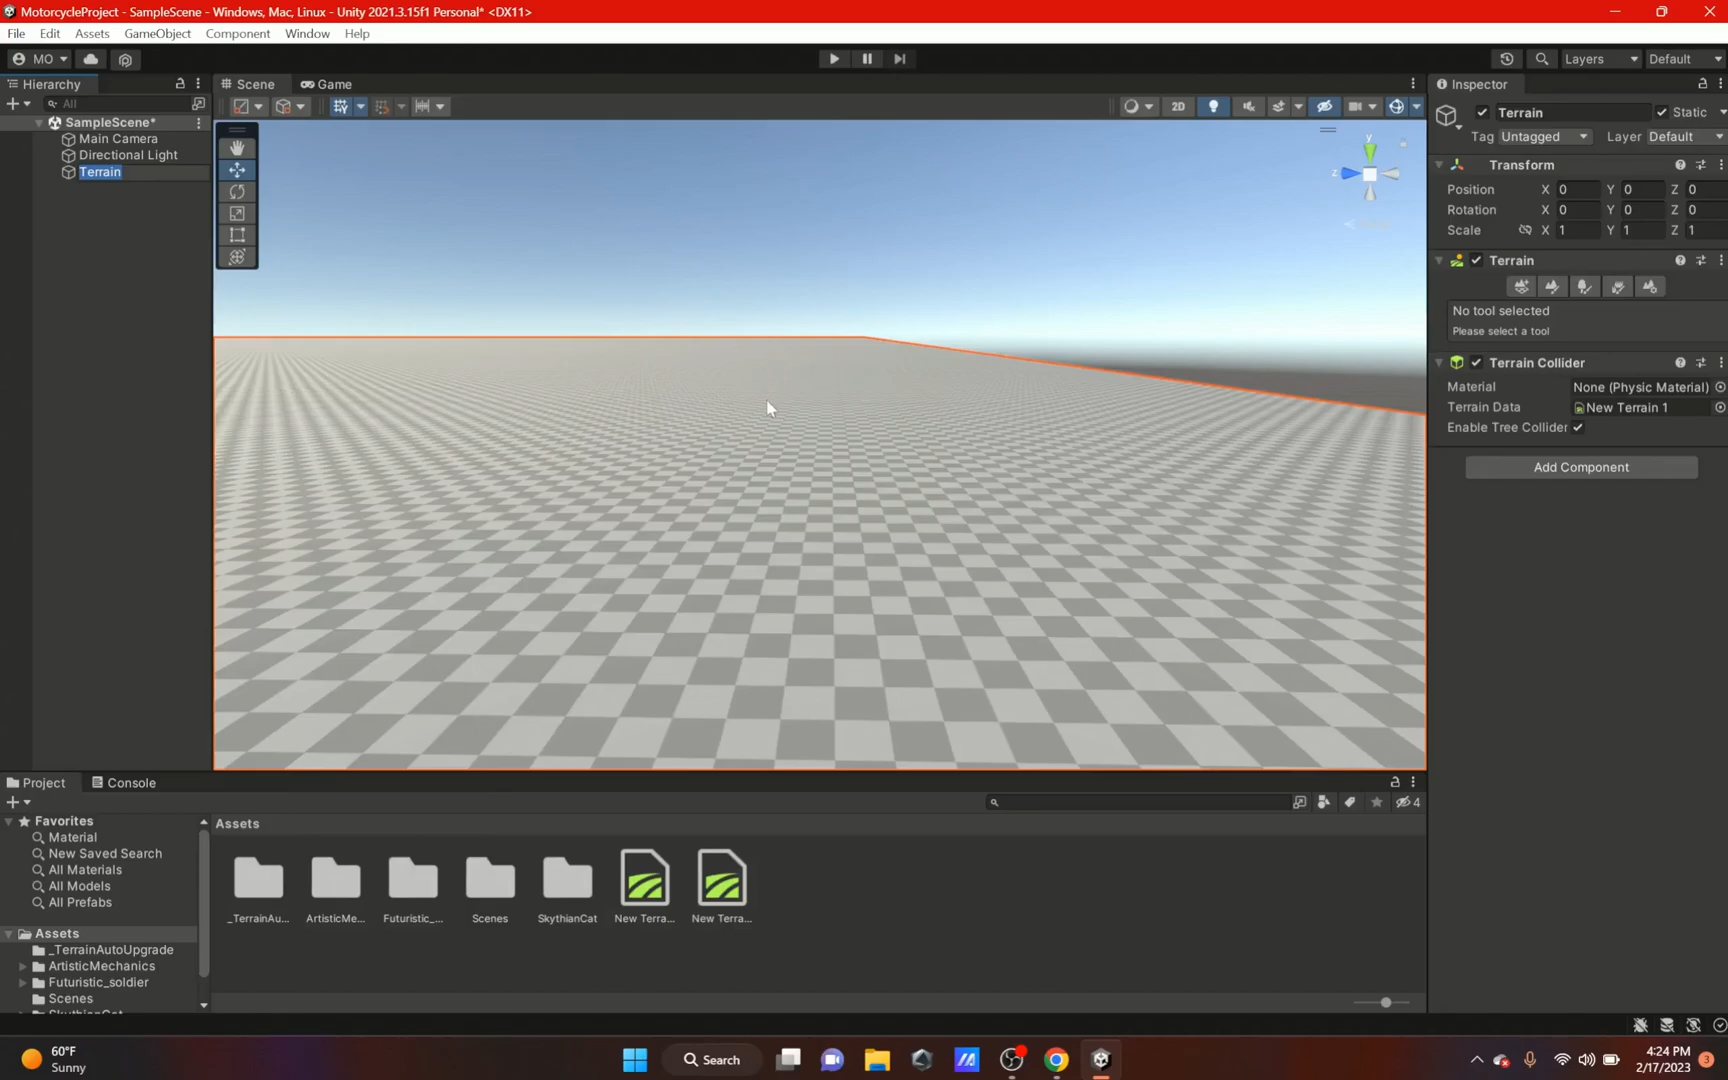 MotorcycleProject - SampleScene - Windows, Mac, Linux - Unity 2021.3.15f1 Personal* <DX11>
File Edit Assets GameObject Component Window Help
MO Layers Default
Hierarchy Scene Game Inspector
All
SampleScene*
Main Camera
Directional Light
Terrain
2D
y
z
Terrain Static
Tag Untagged Layer Default
Transform
Position X 0 Y 0 Z 0
Rotation X 0 Y 0 Z 0
Scale X 1 Y 1 Z 1
Terrain
No tool selected
Please select a tool
Terrain Collider
Material None (Physic Material)
Terrain Data New Terrain 1
Enable Tree Collider
Add Component
Project Console
4
Favorites
Material
New Saved Search
All Materials
All Models
All Prefabs
Assets
_TerrainAutoUpgrade
ArtisticMechanics
Futuristic_soldier
Scenes
SkythianCat
Assets
_TerrainAu... ArtisticMe... Futuristic_... Scenes SkythianCat New Terra... New Terra...
60°F
Sunny
Search
4:24 PM
2/17/2023
3